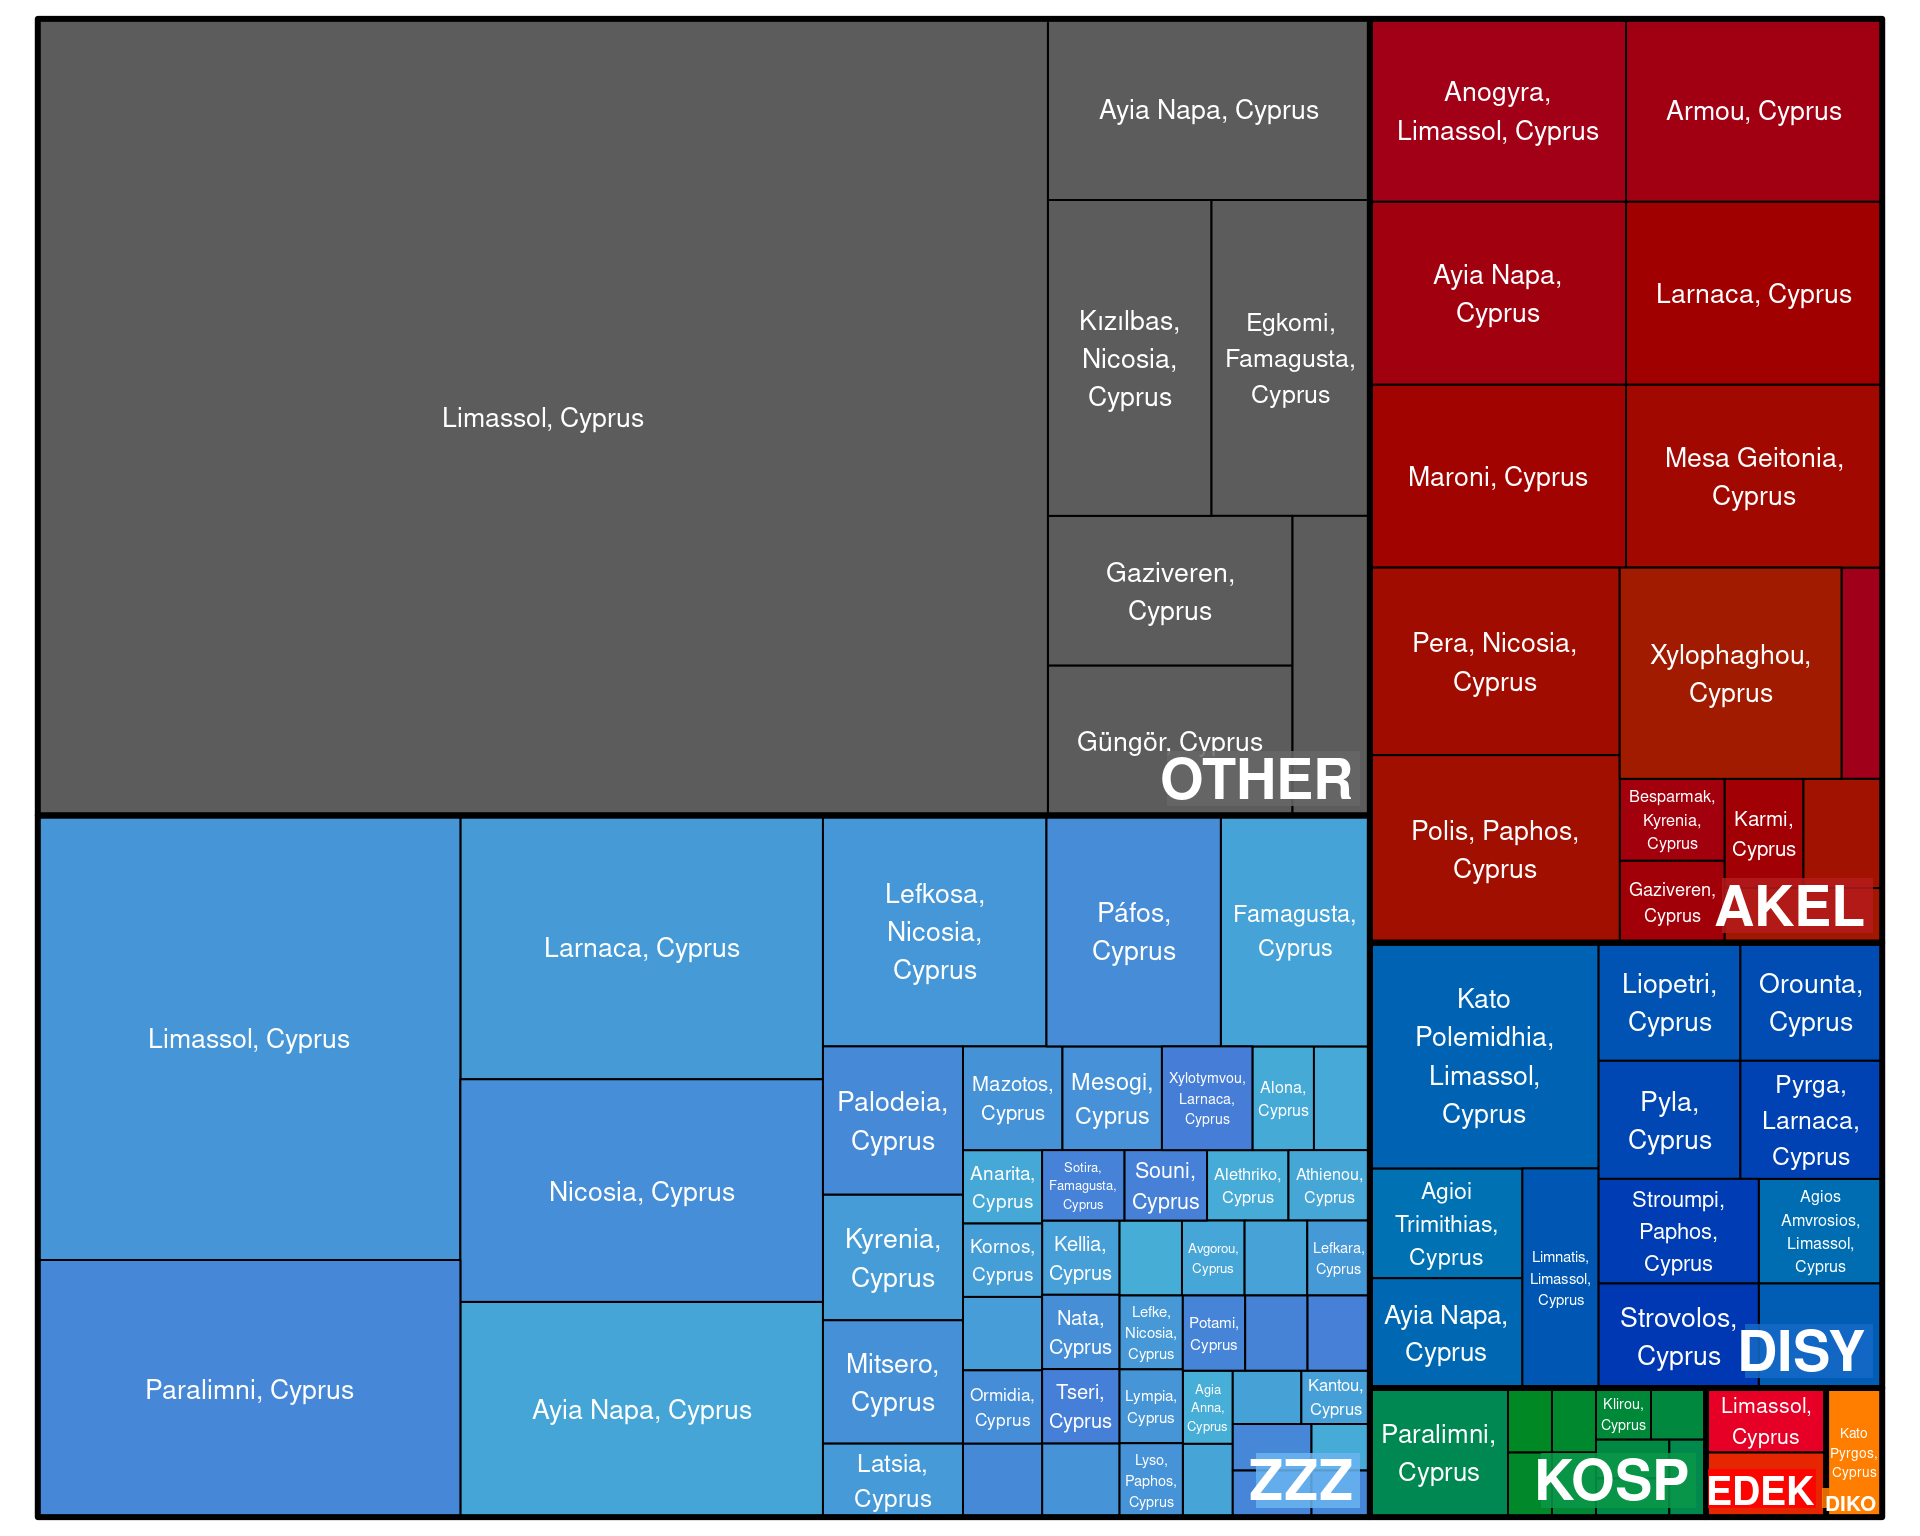 Limassol, Cyprus
Ayia Napa, Cyprus
Kızılbas,
Nicosia,
Cyprus
Egkomi,
Famagusta,
Cyprus
Gaziveren,
Cyprus
Güngör, Cyprus
OTHER
Anogyra,
Limassol, Cyprus
Armou, Cyprus
Ayia Napa,
Cyprus
Larnaca, Cyprus
Maroni, Cyprus
Mesa Geitonia,
Cyprus
Pera, Nicosia,
Cyprus
Xylophaghou,
Cyprus
Polis, Paphos,
Cyprus
Besparmak,
Kyrenia,
Cyprus
Karmi,
Cyprus
Gaziveren,
Cyprus
AKEL
Limassol, Cyprus
Paralimni, Cyprus
Larnaca, Cyprus
Nicosia, Cyprus
Ayia Napa, Cyprus
Lefkosa,
Nicosia,
Cyprus
Páfos,
Cyprus
Famagusta,
Cyprus
Palodeia,
Cyprus
Kyrenia,
Cyprus
Mitsero,
Cyprus
Latsia,
Cyprus
Mazotos,
Cyprus
Mesogi,
Cyprus
Xylotymvou,
Larnaca,
Cyprus
Alona,
Cyprus
Anarita,
Cyprus
Sotira,
Famagusta,
Cyprus
Souni,
Cyprus
Alethriko,
Cyprus
Athienou,
Cyprus
Kornos,
Cyprus
Kellia,
Cyprus
Avgorou,
Cyprus
Lefkara,
Cyprus
Nata,
Cyprus
Lefke,
Nicosia,
Cyprus
Potami,
Cyprus
Ormidia,
Cyprus
Tseri,
Cyprus
Lympia,
Cyprus
Agia
Anna,
Cyprus
Kantou,
Cyprus
Lyso,
Paphos,
Cyprus
ZZZ
Kato
Polemidhia,
Limassol,
Cyprus
Liopetri,
Cyprus
Orounta,
Cyprus
Pyla,
Cyprus
Pyrga,
Larnaca,
Cyprus
Agioi
Trimithias,
Cyprus
Limnatis,
Limassol,
Cyprus
Ayia Napa,
Cyprus
Stroumpi,
Paphos,
Cyprus
Agios
Amvrosios,
Limassol,
Cyprus
Strovolos,
Cyprus
DISY
Paralimni,
Cyprus
Klirou,
Cyprus
KOSP
Limassol,
Cyprus
EDEK
Kato
Pyrgos,
Cyprus
DIKO